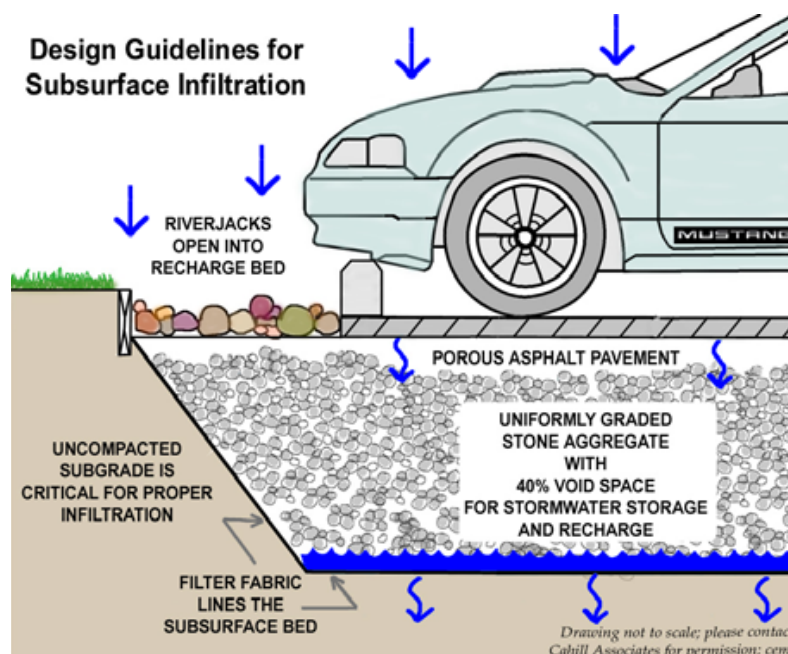 Design Guidelines for
Subsurface Infiltration
RIVERJACKS
OPEN INTO
RECHARGE BED
MUSTANG
POROUS ASPHALT PAVEMENT
UNIFORMLY GRADED
STONE AGGREGATE
WITH
40% VOID SPACE
FOR STORMWATER STORAGE
AND RECHARGE
UNCOMPACTED
SUBGRADE IS
CRITICAL FOR PROPER
INFILTRATION
FILTER FABRIC
LINES THE
SUBSURFACE BED
Drawing not to scale; please contac
Cahill Associates for permission;